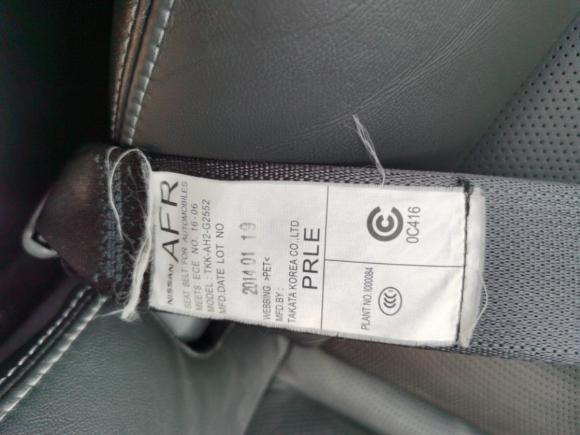 NISSAN AFR
SEAT BELT FOR AUTOMOBILES
MEETS: ECE NO. 16-06
MODEL: TKK-AH2-G2552
MFD.DATE LOT NO
2014 01 19
WEBBING >PET<
MFD.BY:
TAKATA KOREA CO.,LTD.
PRLE
0C416
PLANT NO. I000084
CCC